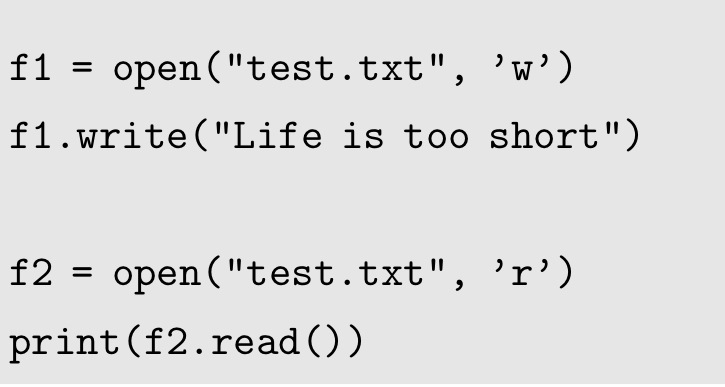 f1 = open("test.txt", ’w’)
f1.write("Life is too short")
f2 = open("test.txt", ’r’)
print(f2.read())